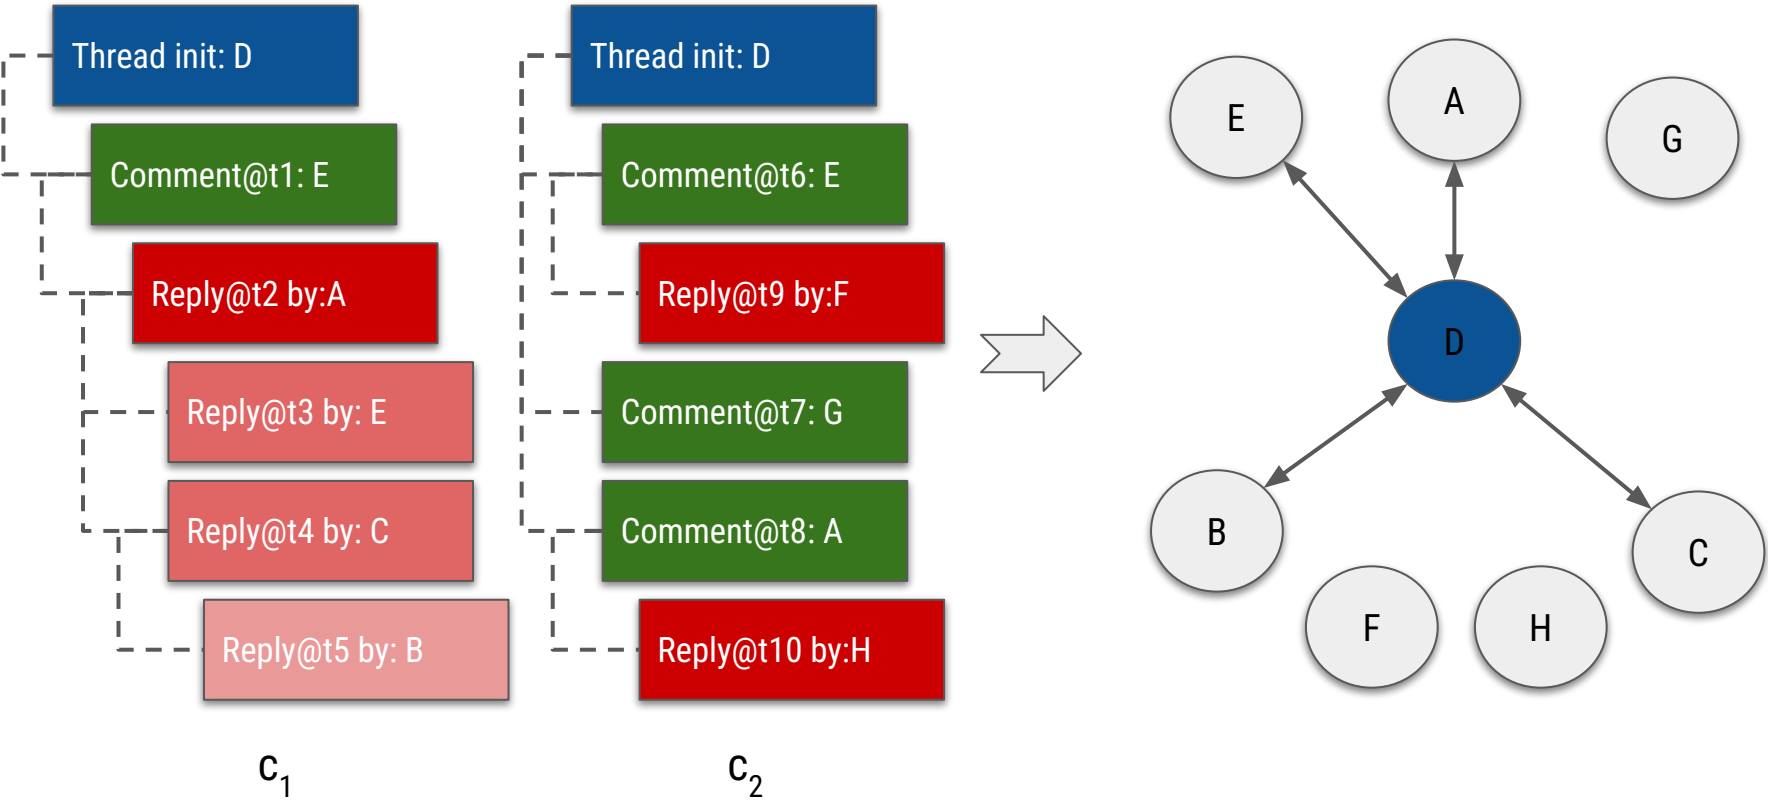 Thread init: D
Comment@t1: E
Reply@t2 by:A
Reply@t3 by: E
Reply@t4 by: C
Reply@t5 by: B
c1
Thread init: D
Comment@t6: E
Reply@t9 by:F
Comment@t7: G
Comment@t8: A
Reply@t10 by:H
c2
E
A
G
D
B
C
F
H